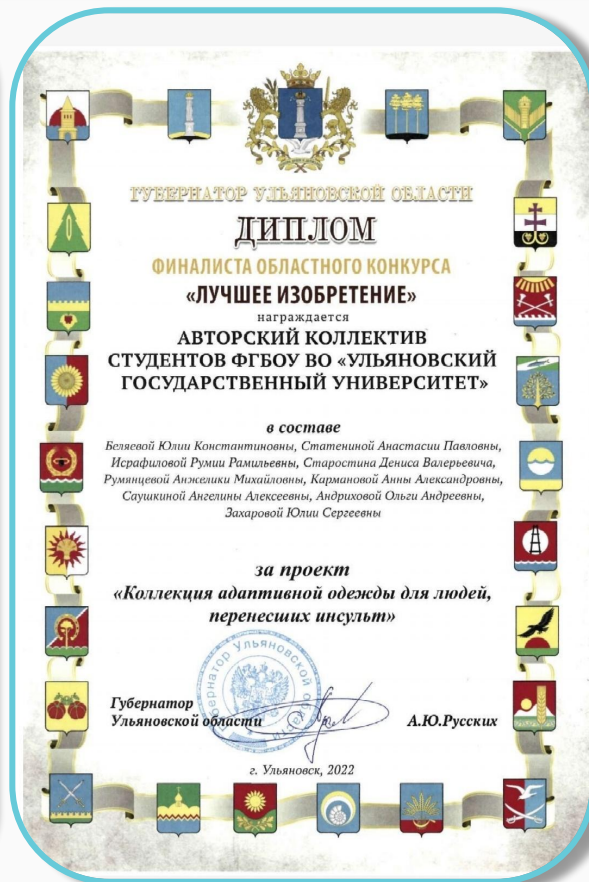 ГУБЕРНАТОР УЛЬЯНОВСКОЙ ОБЛАСТИ
ДИПЛОМ
ФИНАЛИСТА ОБЛАСТНОГО КОНКУРСА
«ЛУЧШЕЕ ИЗОБРЕТЕНИЕ»
награждается
АВТОРСКИЙ КОЛЛЕКТИВ
СТУДЕНТОВ ФГБОУ ВО «УЛЬЯНОВСКИЙ
ГОСУДАРСТВЕННЫЙ УНИВЕРСИТЕТ»
в составе
Беляевой Юлии Константиновны, Статениной Анастасии Павловны,
Исрафиловой Румии Рамильевны, Старостина Дениса Валерьевича,
Румянцевой Анжелики Михайловны, Кармановой Анны Александровны,
Саушкиной Ангелины Алексеевны, Андриховой Ольги Андреевны,
Захаровой Юлии Сергеевны
за проект
«Коллекция адаптивной одежды для людей,
перенесших инсульт»
Губернатор Ульяновской области
Губернатор
Ульяновской области А.Ю.Русских
г. Ульяновск, 2022